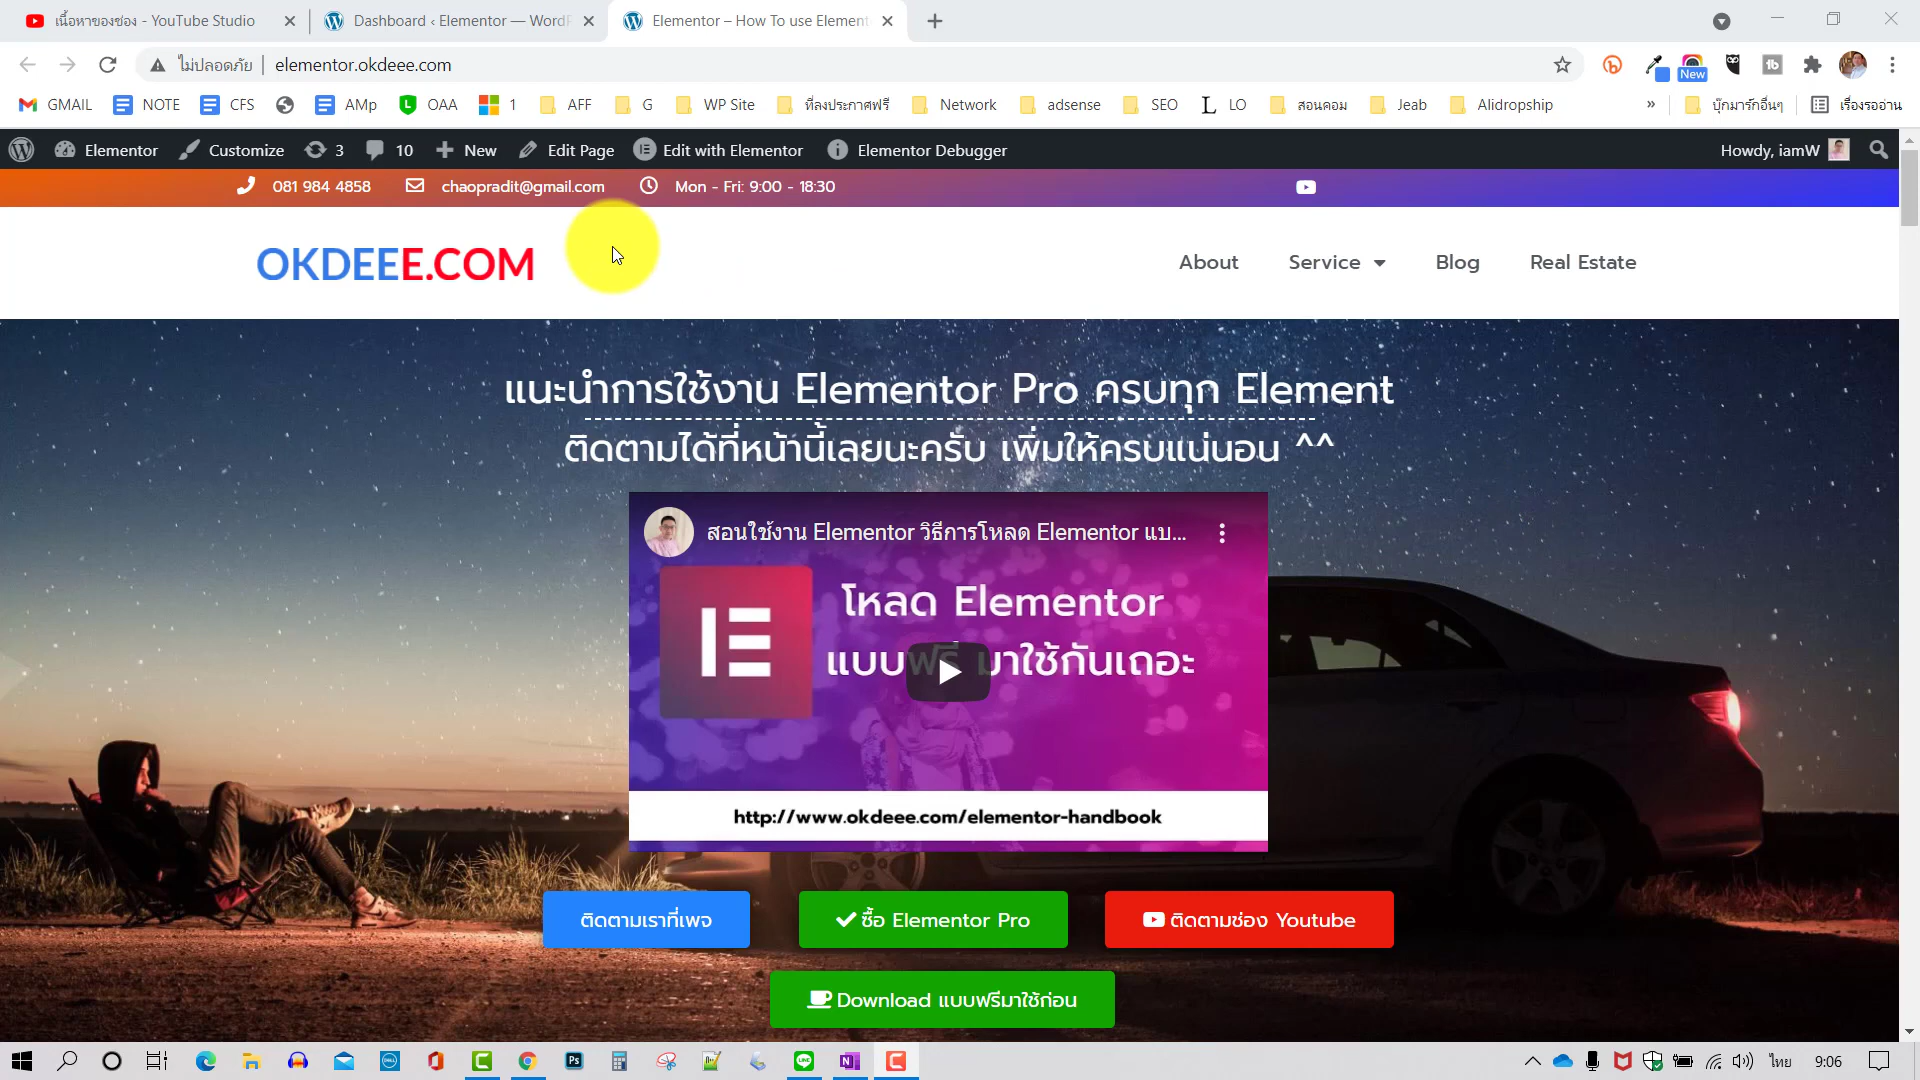 เนื้อหาของช่อง - YouTube Studio
Dashboard ‹ Elementor — WordP
Elementor – How To use Element
ไม่ปลอดภัย
elementor.okdeee.com
New
GMAIL
NOTE
CFS
AMp
OAA
1
AFF
G
WP Site
ที่ลงประกาศฟรี
Network
adsense
SEO
LO
สอนคอม
Jeab
Alidropship
»
บุ๊กมาร์กอื่นๆ
เรื่องรออ่าน
Elementor
Customize
3
10
New
Edit Page
Edit with Elementor
Elementor Debugger
Howdy, iamW
081 984 4858
chaopradit@gmail.com
Mon - Fri: 9:00 - 18:30
OKDEEE.COM
About
Service
Blog
Real Estate
แนะนำการใช้งาน Elementor Pro ครบทุก Element
ติดตามได้ที่หน้านี้เลยนะครับ เพิ่มให้ครบแน่นอน ^^
สอนใช้งาน Elementor วิธีการโหลด Elementor แบ...
โหลด Elementor
แบบฟรี มาใช้กันเถอะ
http://www.okdeee.com/elementor-handbook
ติดตามเราที่เพจ
ซื้อ Elementor Pro
ติดตามช่อง Youtube
Download แบบฟรีมาใช้ก่อน
ไทย
9:06